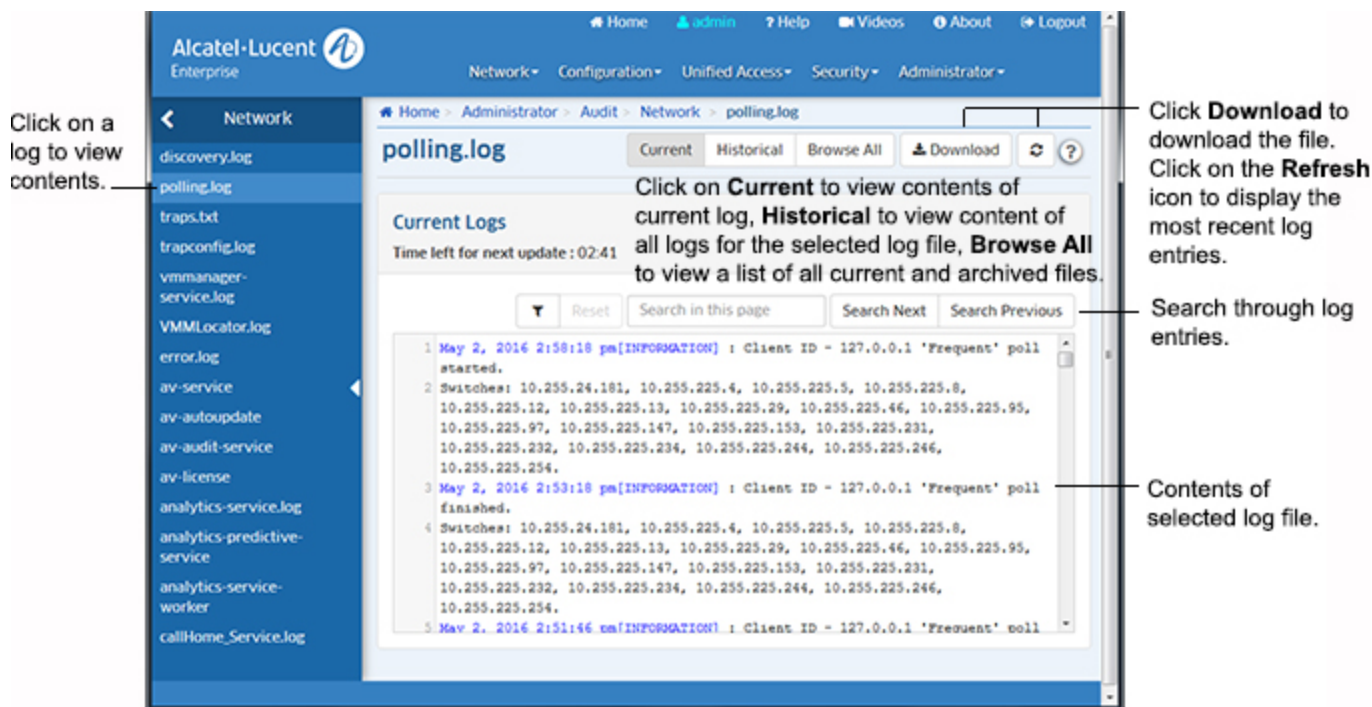 Home admin ? Help Videos About Logout
Alcatel·Lucent
Enterprise
Network Configuration Unified Access Security Administrator
Click on a
log to view
contents.
Network
discovery.log
polling.log
traps.txt
trapconfig.log
vmmanager-
service.log
VMMLocator.log
error.log
av-service
av-autoupdate
av-audit-service
av-license
analytics-service.log
analytics-predictive-
service
analytics-service-
worker
callHome_Service.log
Home > Administrator > Audit > Network > polling.log
polling.log
Current Historical Browse All Download ?
Click on Current to view contents of
current log, Historical to view content of
all logs for the selected log file, Browse All
to view a list of all current and archived files.
Current Logs
Time left for next update : 02:41
Reset Search in this page Search Next Search Previous
1 May 2, 2016 2:58:18 pm[INFORMATION] : Client ID - 127.0.0.1 'Frequent' poll
started.
2 Switches: 10.255.24.181, 10.255.225.4, 10.255.225.5, 10.255.225.8,
10.255.225.12, 10.255.225.13, 10.255.225.29, 10.255.225.46, 10.255.225.95,
10.255.225.97, 10.255.225.147, 10.255.225.153, 10.255.225.231,
10.255.225.232, 10.255.225.234, 10.255.225.244, 10.255.225.246,
10.255.225.254.
3 May 2, 2016 2:53:18 pm[INFORMATION] : Client ID - 127.0.0.1 'Frequent' poll
finished.
4 Switches: 10.255.24.181, 10.255.225.4, 10.255.225.5, 10.255.225.8,
10.255.225.12, 10.255.225.13, 10.255.225.29, 10.255.225.46, 10.255.225.95,
10.255.225.97, 10.255.225.147, 10.255.225.153, 10.255.225.231,
10.255.225.232, 10.255.225.234, 10.255.225.244, 10.255.225.246,
10.255.225.254.
5 May 2, 2016 2:51:46 pm[INFORMATION] : Client ID - 127.0.0.1 'Frequent' poll
Click Download to
download the file.
Click on the Refresh
icon to display the
most recent log
entries.
Search through log
entries.
Contents of
selected log file.